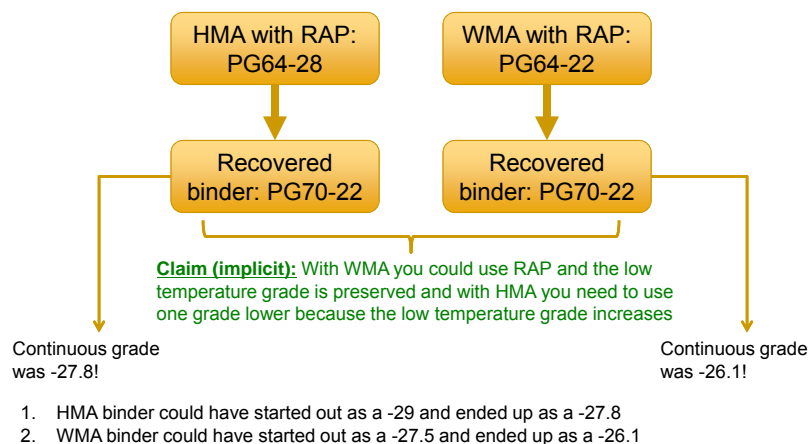 HMA with RAP:
PG64-28
WMA with RAP:
PG64-22
Recovered
binder: PG70-22
Recovered
binder: PG70-22
Claim (implicit): With WMA you could use RAP and the low
temperature grade is preserved and with HMA you need to use
one grade lower because the low temperature grade increases
Continuous grade
was -27.8!
Continuous grade
was -26.1!
1. HMA binder could have started out as a -29 and ended up as a -27.8
2. WMA binder could have started out as a -27.5 and ended up as a -26.1